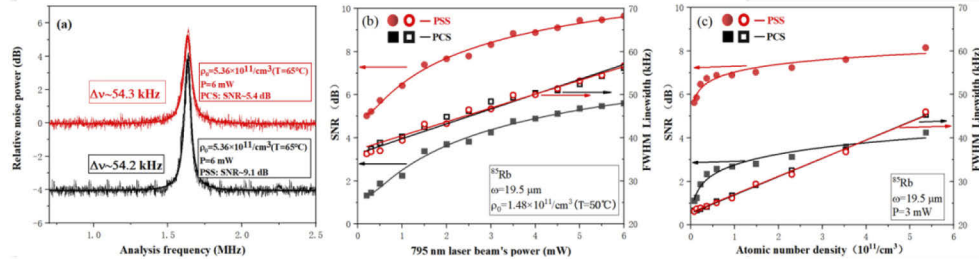 (a)
Relative noise power
6
4
2
0
-2
-4
-6
Δν~54.3 kHz
ρ₀=5.36×10¹¹/cm³(T=65℃)
P=6 mW
PCS: SNR~5.4 dB
Δν~54.2 kHz
ρ₀=5.36×10¹¹/cm³(T=65℃)
P=6 mW
PSS: SNR~9.1 dB
1.0 1.5 2.0 2.5
Analysis frequency (MHz)
(b)
PSS
PCS
SNR (dB)
10
8
6
4
2
0
FWHM Linewidth (kHz)
70
60
50
40
30
20
⁸⁵Rb
ω=19.5 μm
ρ₀=1.48×10¹¹/cm³ (T=50℃)
0 1 2 3 4 5 6
795 nm laser beam's power (mW)
(c)
PSS
PCS
SNR (dB)
10
8
6
4
2
0
FWHM Linewidth (kHz)
70
60
50
40
30
20
⁸⁵Rb
ω=19.5 μm
P=3 mW
0 1 2 3 4 5
Atomic number density (10¹¹/cm³)